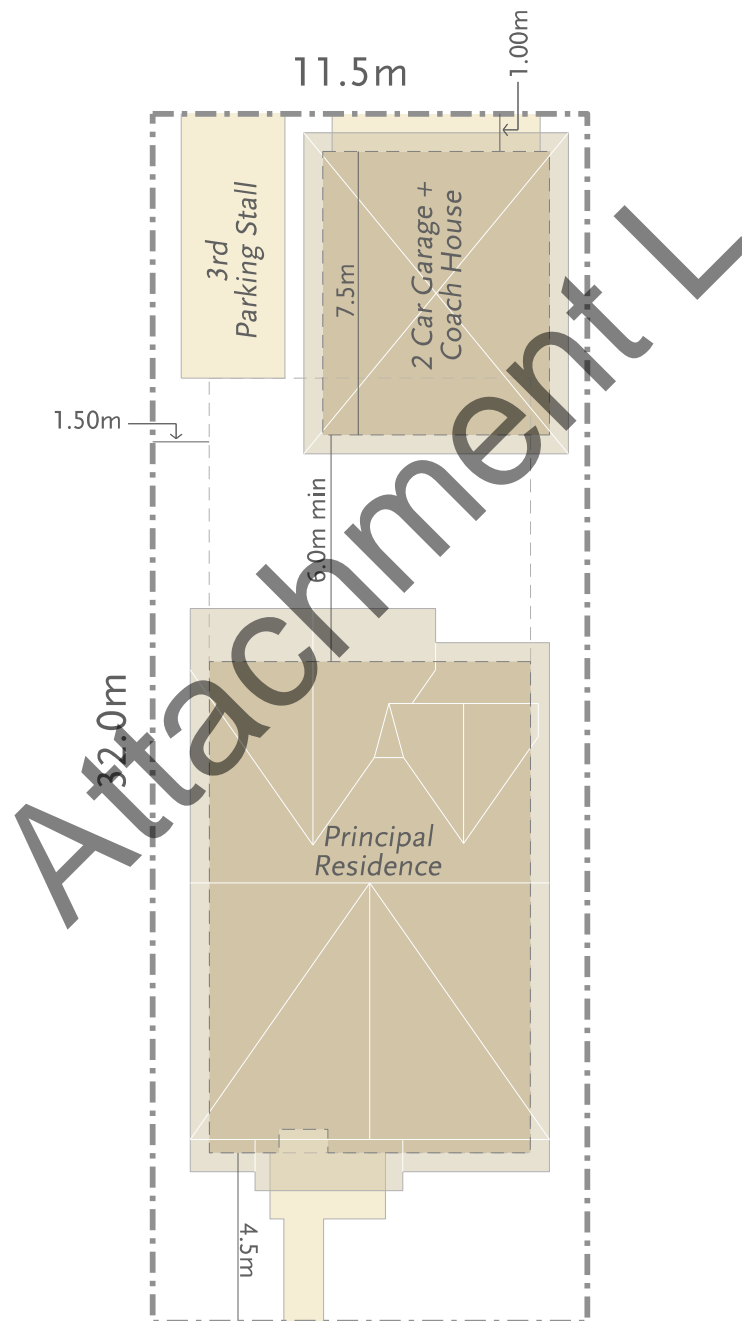 1.00m
11.5m
3rd
Parking Stall
2 Car Garage +
Coach House
7.5m
1.50m
6.0m min
32.0m
Principal
Residence
4.5m
Attachment L